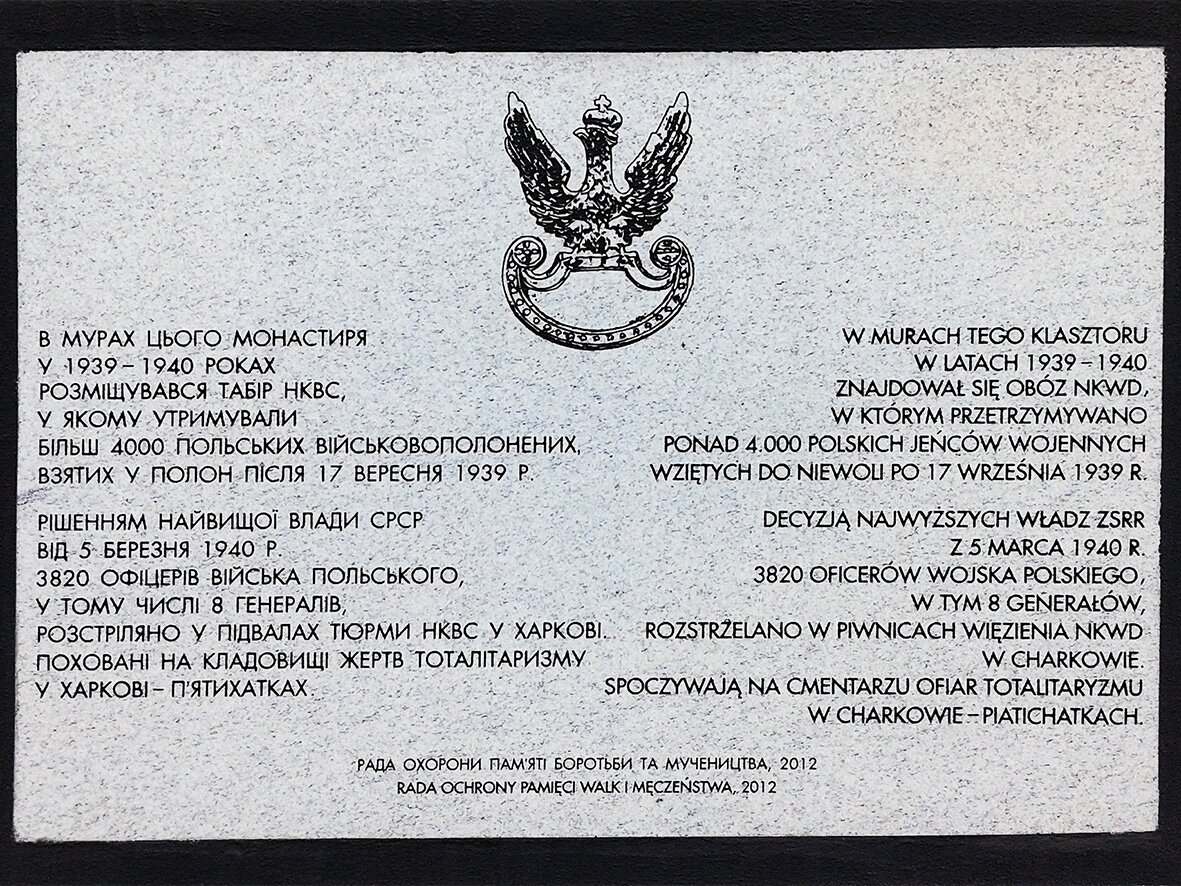 В МУРАХ ЦЬОГО МОНАСТИРЯ
У 1939 – 1940 РОКАХ
РОЗМІЩУВАВСЯ ТАБІР НКВС,
У ЯКОМУ УТРИМУВАЛИ
БІЛЬШ 4000 ПОЛЬСЬКИХ ВІЙСЬКОВОПОЛОНЕНИХ,
ВЗЯТИХ У ПОЛОН ПІСЛЯ 17 ВЕРЕСНЯ 1939 Р.
РІШЕННЯМ НАЙВИЩОЇ ВЛАДИ СРСР
ВІД 5 БЕРЕЗНЯ 1940 Р.
3820 ОФІЦЕРІВ ВІЙСЬКА ПОЛЬСЬКОГО,
У ТОМУ ЧИСЛІ 8 ГЕНЕРАЛІВ,
РОЗСТРІЛЯНО У ПІДВАЛАХ ТЮРМИ НКВС У ХАРКОВІ.
ПОХОВАНІ НА КЛАДОВИЩІ ЖЕРТВ ТОТАЛІТАРИЗМУ
У ХАРКОВІ – П'ЯТИХАТКАХ.
W MURACH TEGO KLASZTORU
W LATACH 1939 – 1940
ZNAJDOWAŁ SIĘ OBÓZ NKWD,
W KTÓRYM PRZETRZYMYWANO
PONAD 4.000 POLSKICH JEŃCÓW WOJENNYCH
WZIĘTYCH DO NIEWOLI PO 17 WRZEŚNIA 1939 R.
DECYZJĄ NAJWYŻSZYCH WŁADZ ZSRR
Z 5 MARCA 1940 R.
3820 OFICERÓW WOJSKA POLSKIEGO,
W TYM 8 GENERAŁÓW,
ROZSTRZELANO W PIWNICACH WIĘZIENIA NKWD
W CHARKOWIE.
SPOCZYWAJĄ NA CMENTARZU OFIAR TOTALITARYZMU
W CHARKOWIE – PIATICHATKACH.
РАДА ОХОРОНИ ПАМ'ЯТІ БОРОТЬБИ ТА МУЧЕНИЦТВА, 2012
RADA OCHRONY PAMIĘCI WALK I MĘCZEŃSTWA, 2012